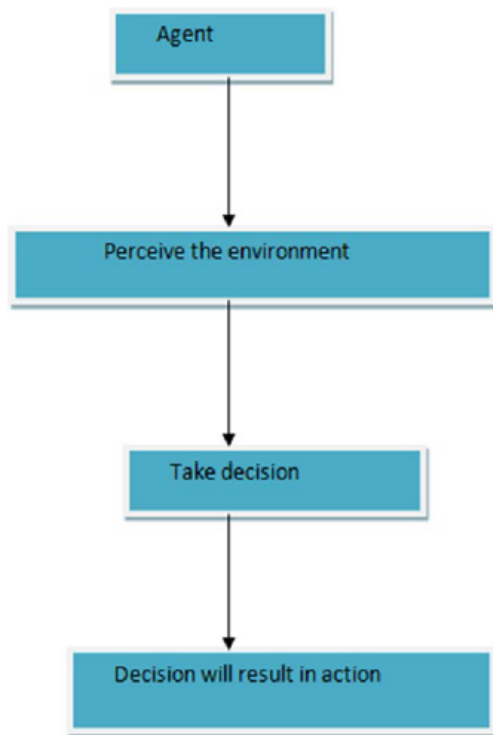 Agent
Perceive the environment
Take decision
Decision will result in action